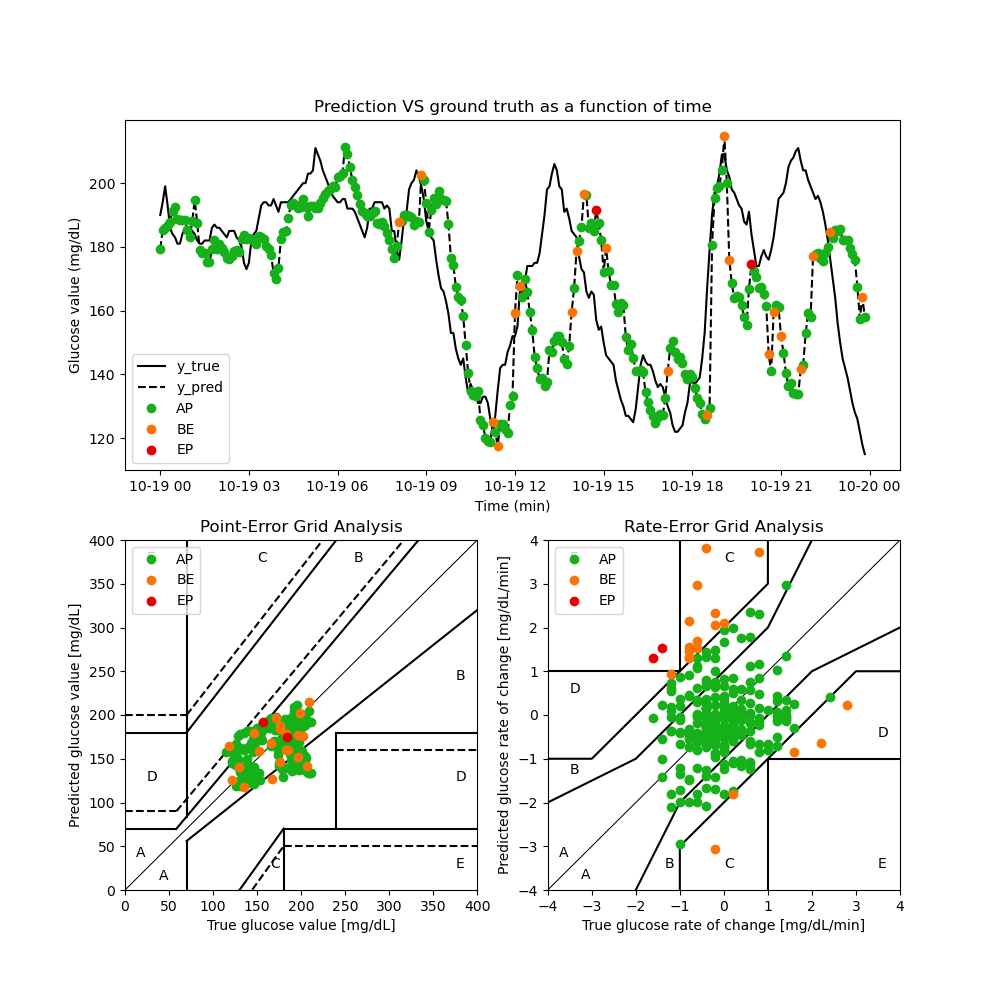 Prediction VS ground truth as a function of time
Glucose value (mg/dL)
200
180
160
140
120
y_true
y_pred
AP
BE
EP
10-19 00 10-19 03 10-19 06 10-19 09 10-19 12 10-19 15 10-19 18 10-19 21 10-20 00
Time (min)
Point-Error Grid Analysis
Predicted glucose value [mg/dL]
400
350
300
250
200
150
100
50
0
AP
BE
EP
C
B
B
D
D
A
A
C
E
0 50 100 150 200 250 300 350 400
True glucose value [mg/dL]
Rate-Error Grid Analysis
Predicted glucose rate of change [mg/dL/min]
4
3
2
1
0
−1
−2
−3
−4
AP
BE
EP
C
D
D
B
A
A
B
C
E
−4 −3 −2 −1 0 1 2 3 4
True glucose rate of change [mg/dL/min]